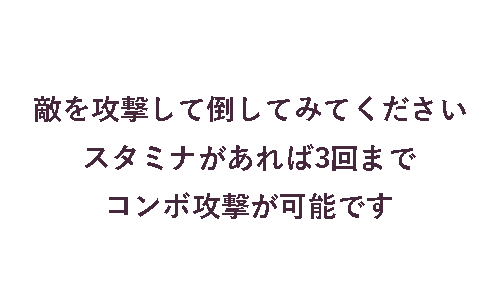 敵を攻撃して倒してみてください
スタミナがあれば3回まで
コンボ攻撃が可能です